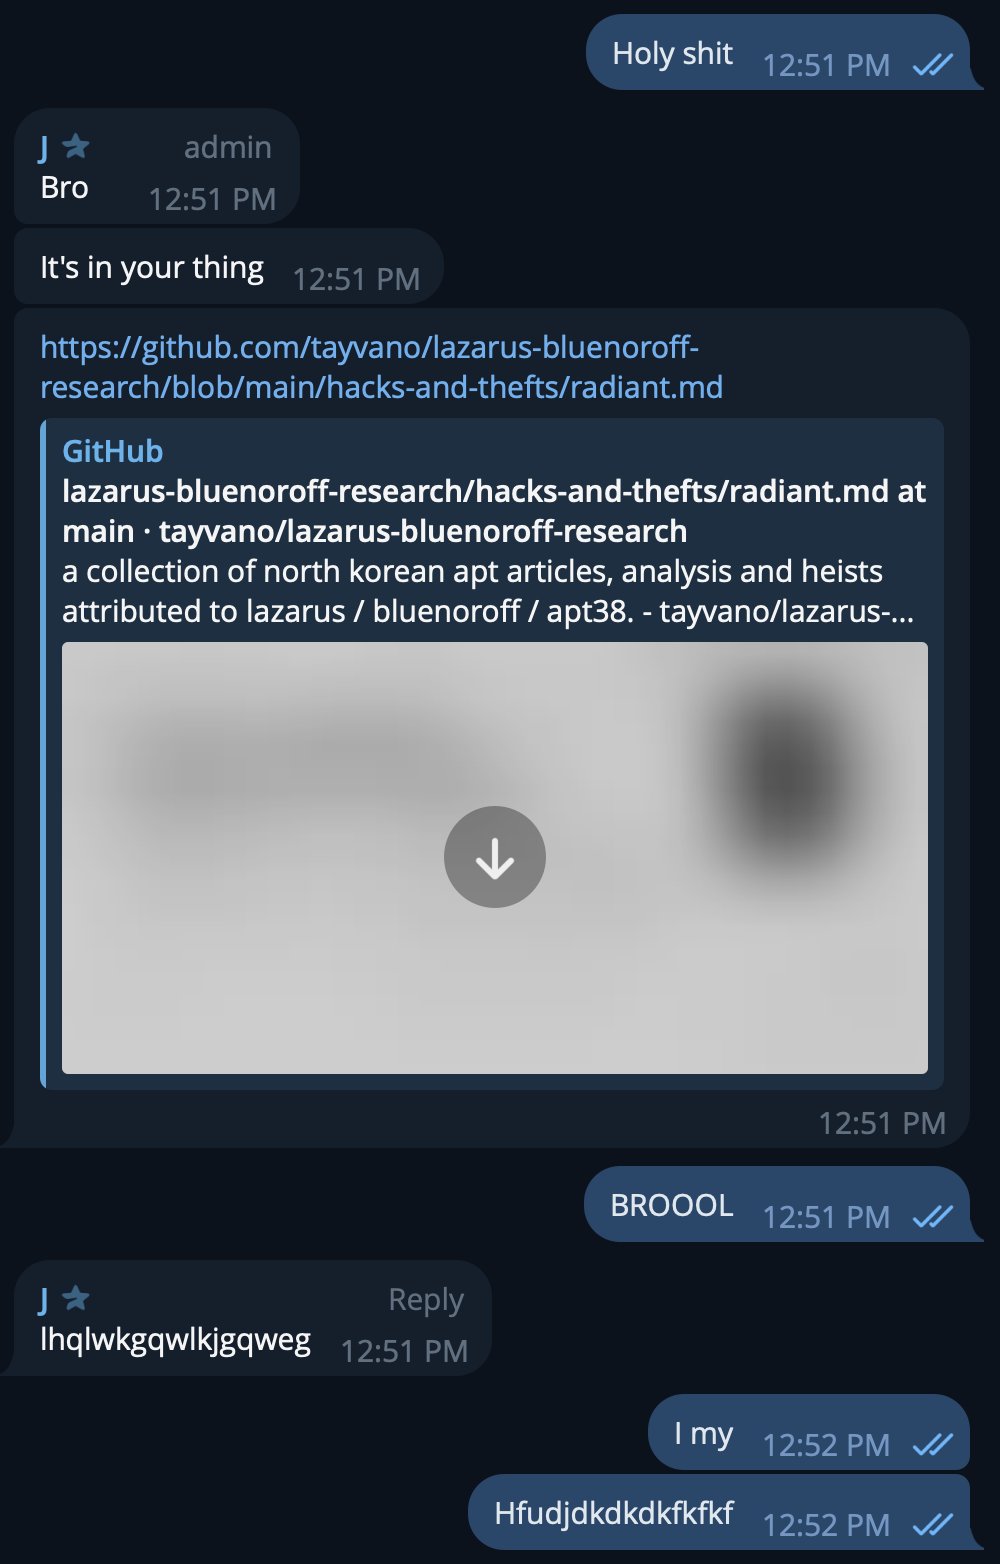 Holy shit 12:51 PM
J admin
Bro 12:51 PM
It's in your thing 12:51 PM
https://github.com/tayvano/lazarus-bluenoroff-
research/blob/main/hacks-and-thefts/radiant.md
GitHub
lazarus-bluenoroff-research/hacks-and-thefts/radiant.md at
main · tayvano/lazarus-bluenoroff-research
a collection of north korean apt articles, analysis and heists
attributed to lazarus / bluenoroff / apt38. - tayvano/lazarus-...
12:51 PM
BROOOL 12:51 PM
J Reply
lhqlwkgqwlkjgqweg 12:51 PM
I my 12:52 PM
Hfudjdkdkdkfkfkf 12:52 PM